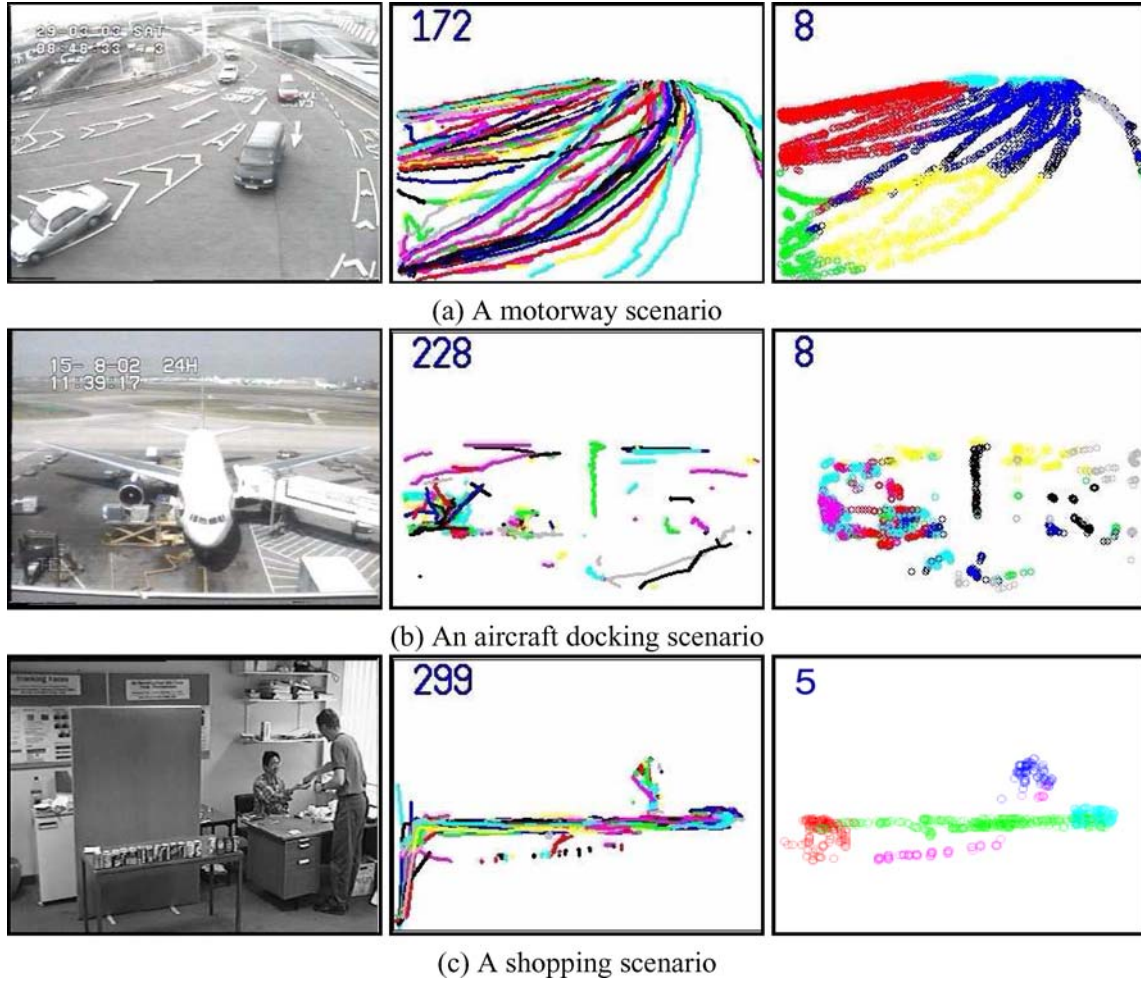 29-03-03 SAT
08:48:33 3
172
8
(a) A motorway scenario
15- 8-02 24H
11:39:17
228
8
(b) An aircraft docking scenario
299
5
(c) A shopping scenario